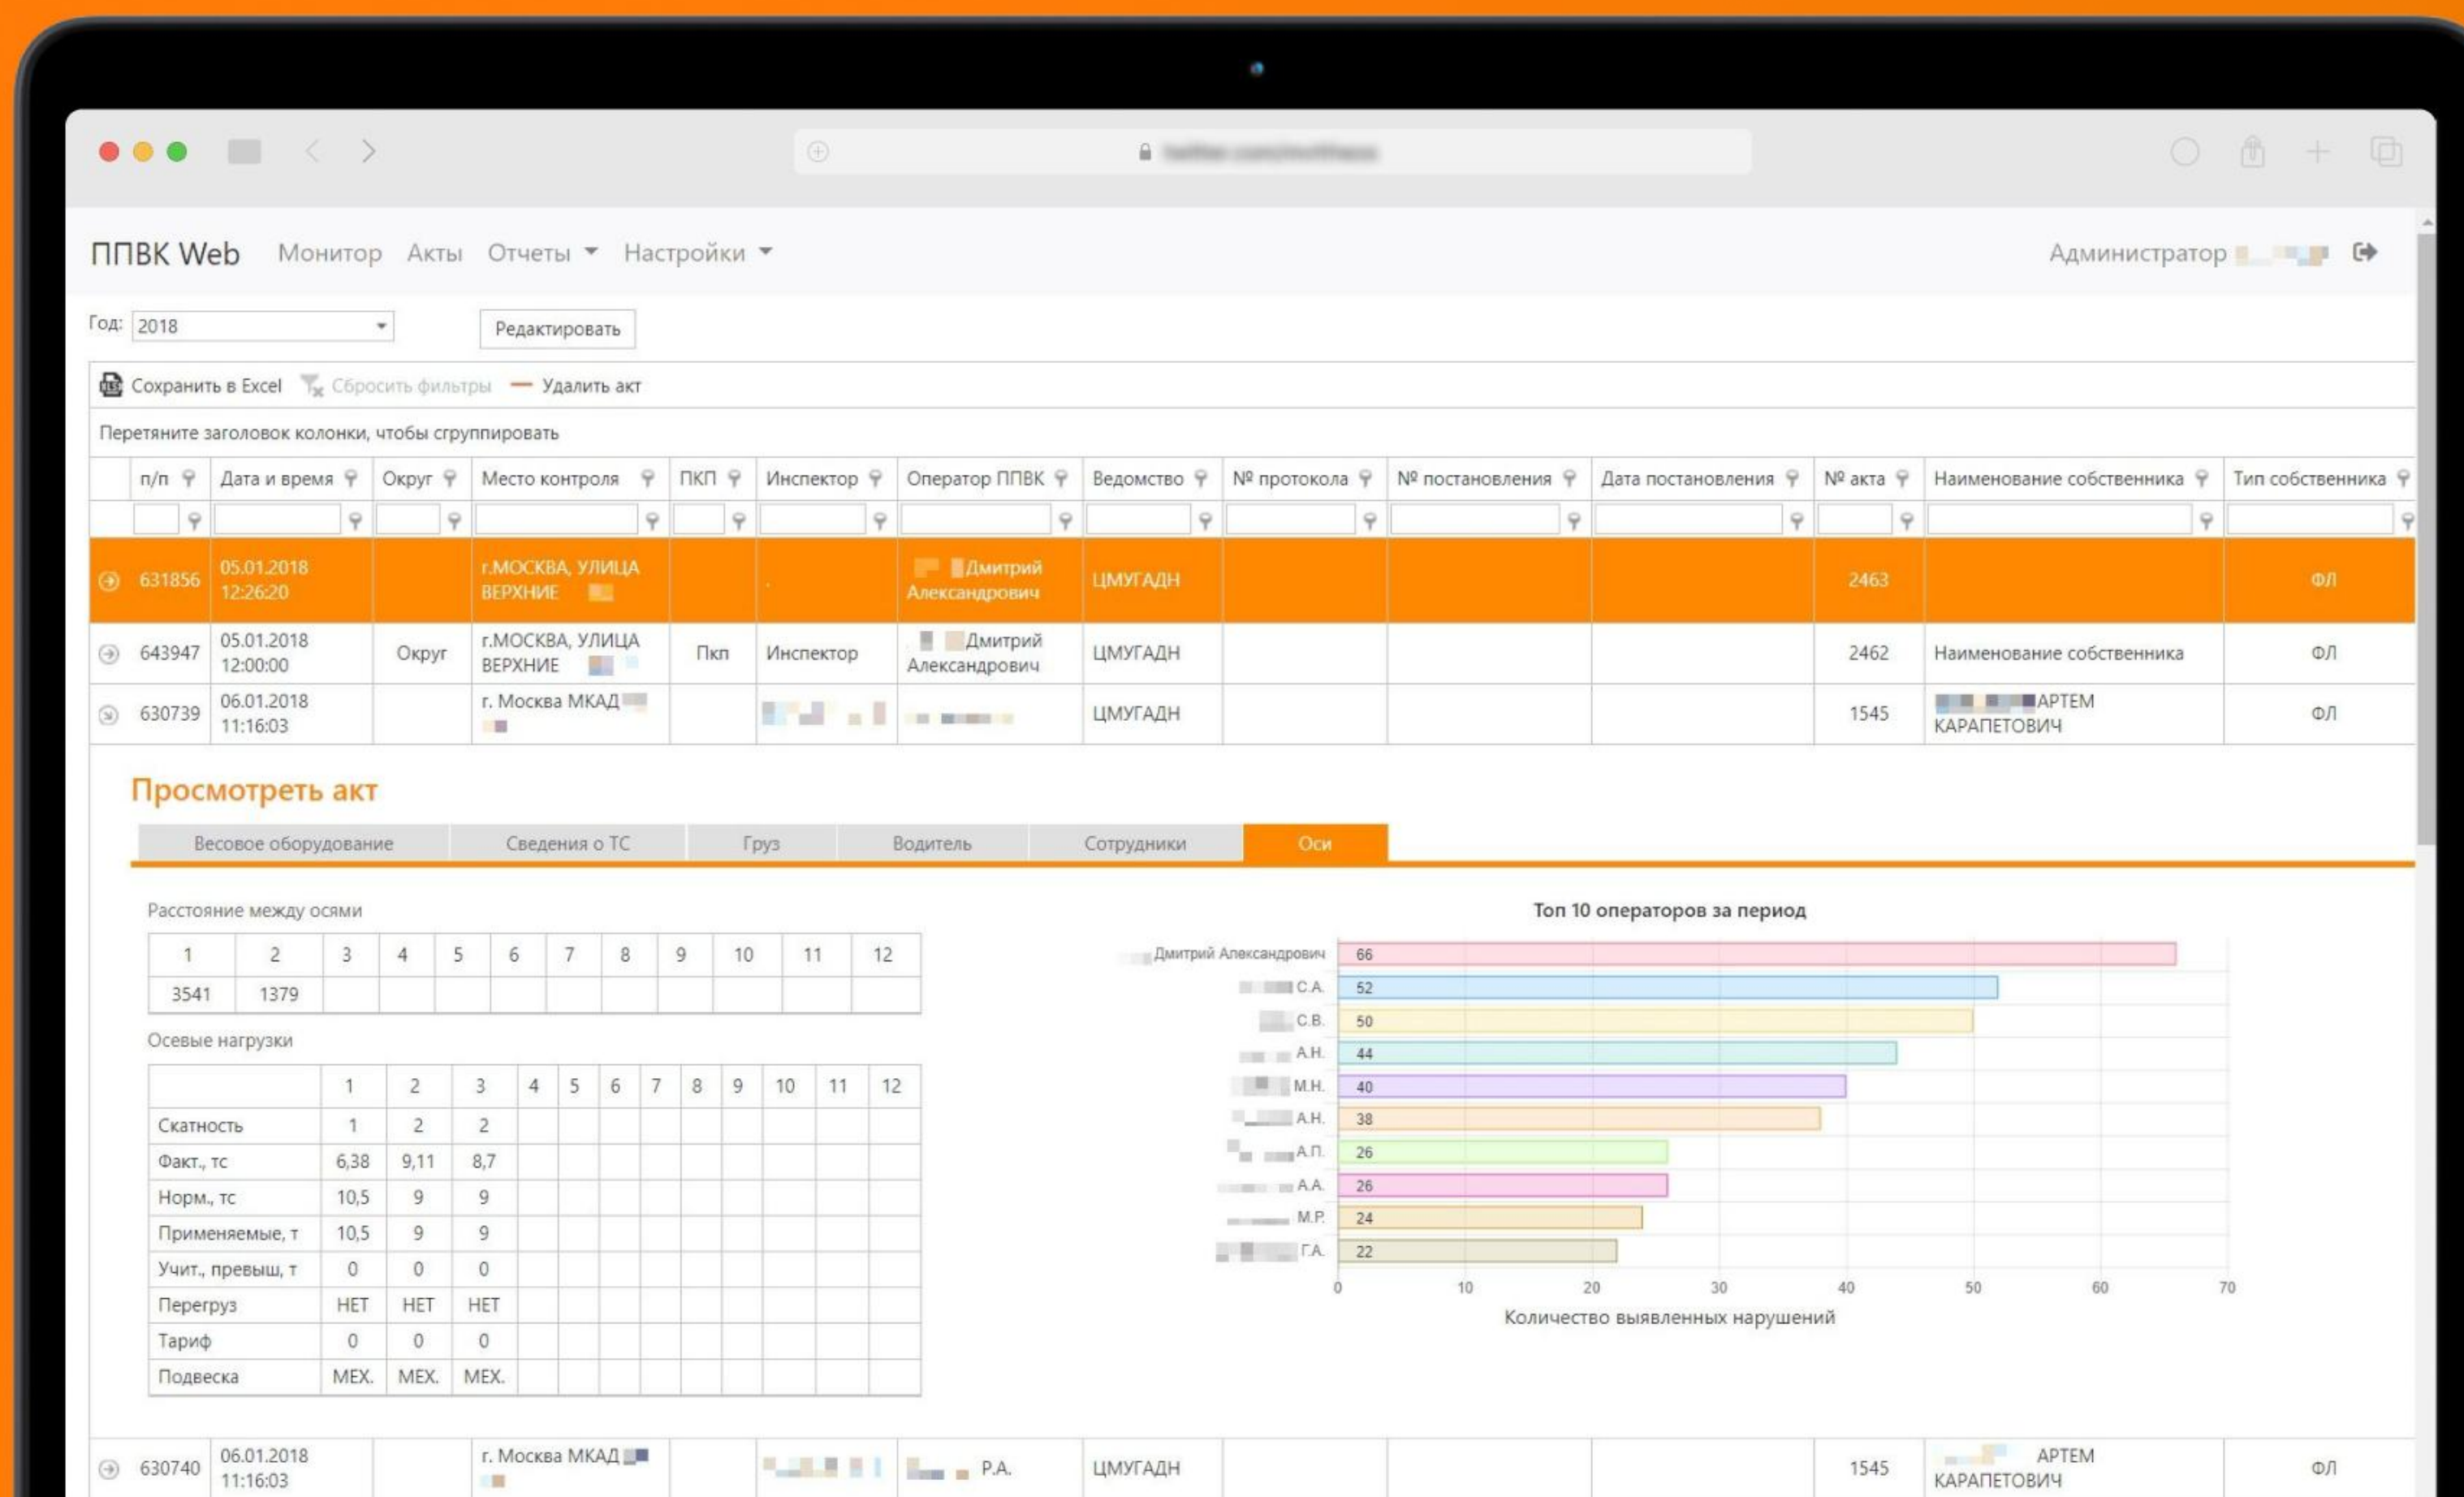 ППВК Web Монитор Акты Отчеты Настройки Администратор
Год: 2018 Редактировать
Сохранить в Excel Сбросить фильтры Удалить акт
Перетяните заголовок колонки, чтобы сгруппировать
п/п Дата и время Округ Место контроля ПКП Инспектор Оператор ППВК Ведомство № протокола № постановления Дата постановления № акта Наименование собственника Тип собственника
631856 05.01.2018 12:26:20 г.МОСКВА, УЛИЦА ВЕРХНИЕ . Дмитрий Александрович ЦМУГАДН 2463 ФЛ
643947 05.01.2018 12:00:00 Округ г.МОСКВА, УЛИЦА ВЕРХНИЕ Пкп Инспектор Дмитрий Александрович ЦМУГАДН 2462 Наименование собственника ФЛ
630739 06.01.2018 11:16:03 г. Москва МКАД ЦМУГАДН 1545 АРТЕМ КАРАПЕТОВИЧ ФЛ
Просмотреть акт
Весовое оборудование Сведения о ТС Груз Водитель Сотрудники Оси
Расстояние между осями
1 2 3 4 5 6 7 8 9 10 11 12
3541 1379
Осевые нагрузки
1 2 3 4 5 6 7 8 9 10 11 12
Скатность 1 2 2
Факт., тс 6,38 9,11 8,7
Норм., тс 10,5 9 9
Применяемые, т 10,5 9 9
Учит., превыш, т 0 0 0
Перегруз НЕТ НЕТ НЕТ
Тариф 0 0 0
Подвеска МЕХ. МЕХ. МЕХ.
Топ 10 операторов за период
Дмитрий Александрович 66
С.А. 52
С.В. 50
А.Н. 44
М.Н. 40
А.Н. 38
А.П. 26
А.А. 26
М.Р. 24
Г.А. 22
0 10 20 30 40 50 60 70
Количество выявленных нарушений
630740 06.01.2018 11:16:03 г. Москва МКАД Р.А. ЦМУГАДН 1545 АРТЕМ КАРАПЕТОВИЧ ФЛ